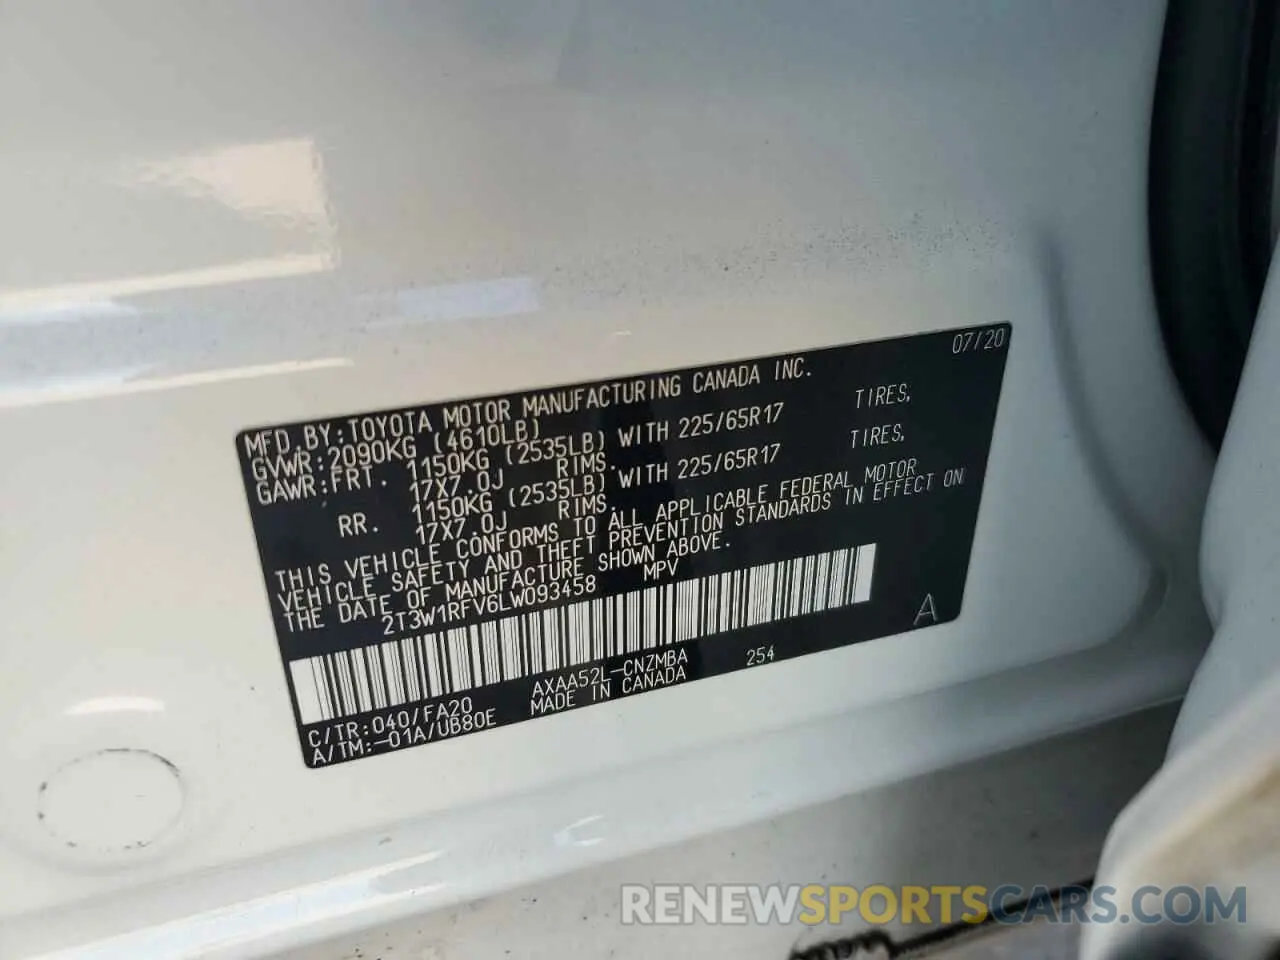 07/20
MFD. BY: TOYOTA MOTOR MANUFACTURING CANADA INC.
GVWR: 2090KG (4610LB)
GAWR: FRT. 1150KG (2535LB) WITH 225/65R17 TIRES,
17X7.0J RIMS.
RR. 1150KG (2535LB) WITH 225/65R17 TIRES,
17X7.0J RIMS.
THIS VEHICLE CONFORMS TO ALL APPLICABLE FEDERAL MOTOR
VEHICLE SAFETY AND THEFT PREVENTION STANDARDS IN EFFECT ON
THE DATE OF MANUFACTURE SHOWN ABOVE.
2T3W1RFV6LW093458 MPV
A
C/TR: 040/FA20 AXAA52L-CNZMBA 254
A/TM: -01A/UB80E MADE IN CANADA
RENEWSPORTSCARS.COM